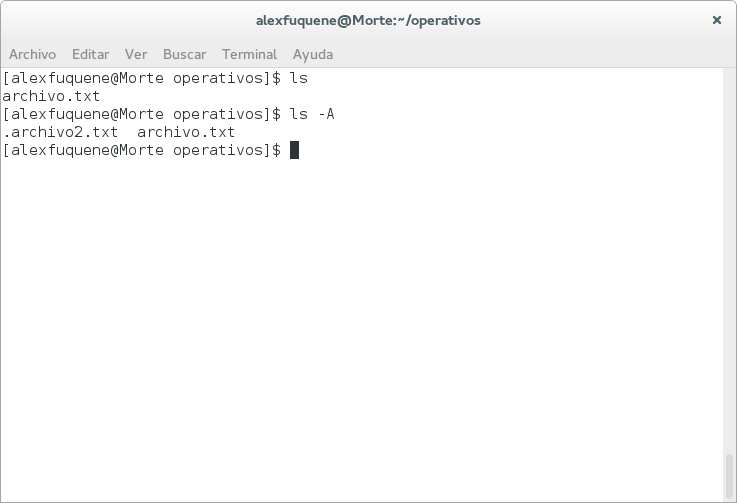 alexfuquene@Morte:~/operativos
Archivo Editar Ver Buscar Terminal Ayuda
[alexfuquene@Morte operativos]$ ls
archivo.txt
[alexfuquene@Morte operativos]$ ls -A
.archivo2.txt  archivo.txt
[alexfuquene@Morte operativos]$